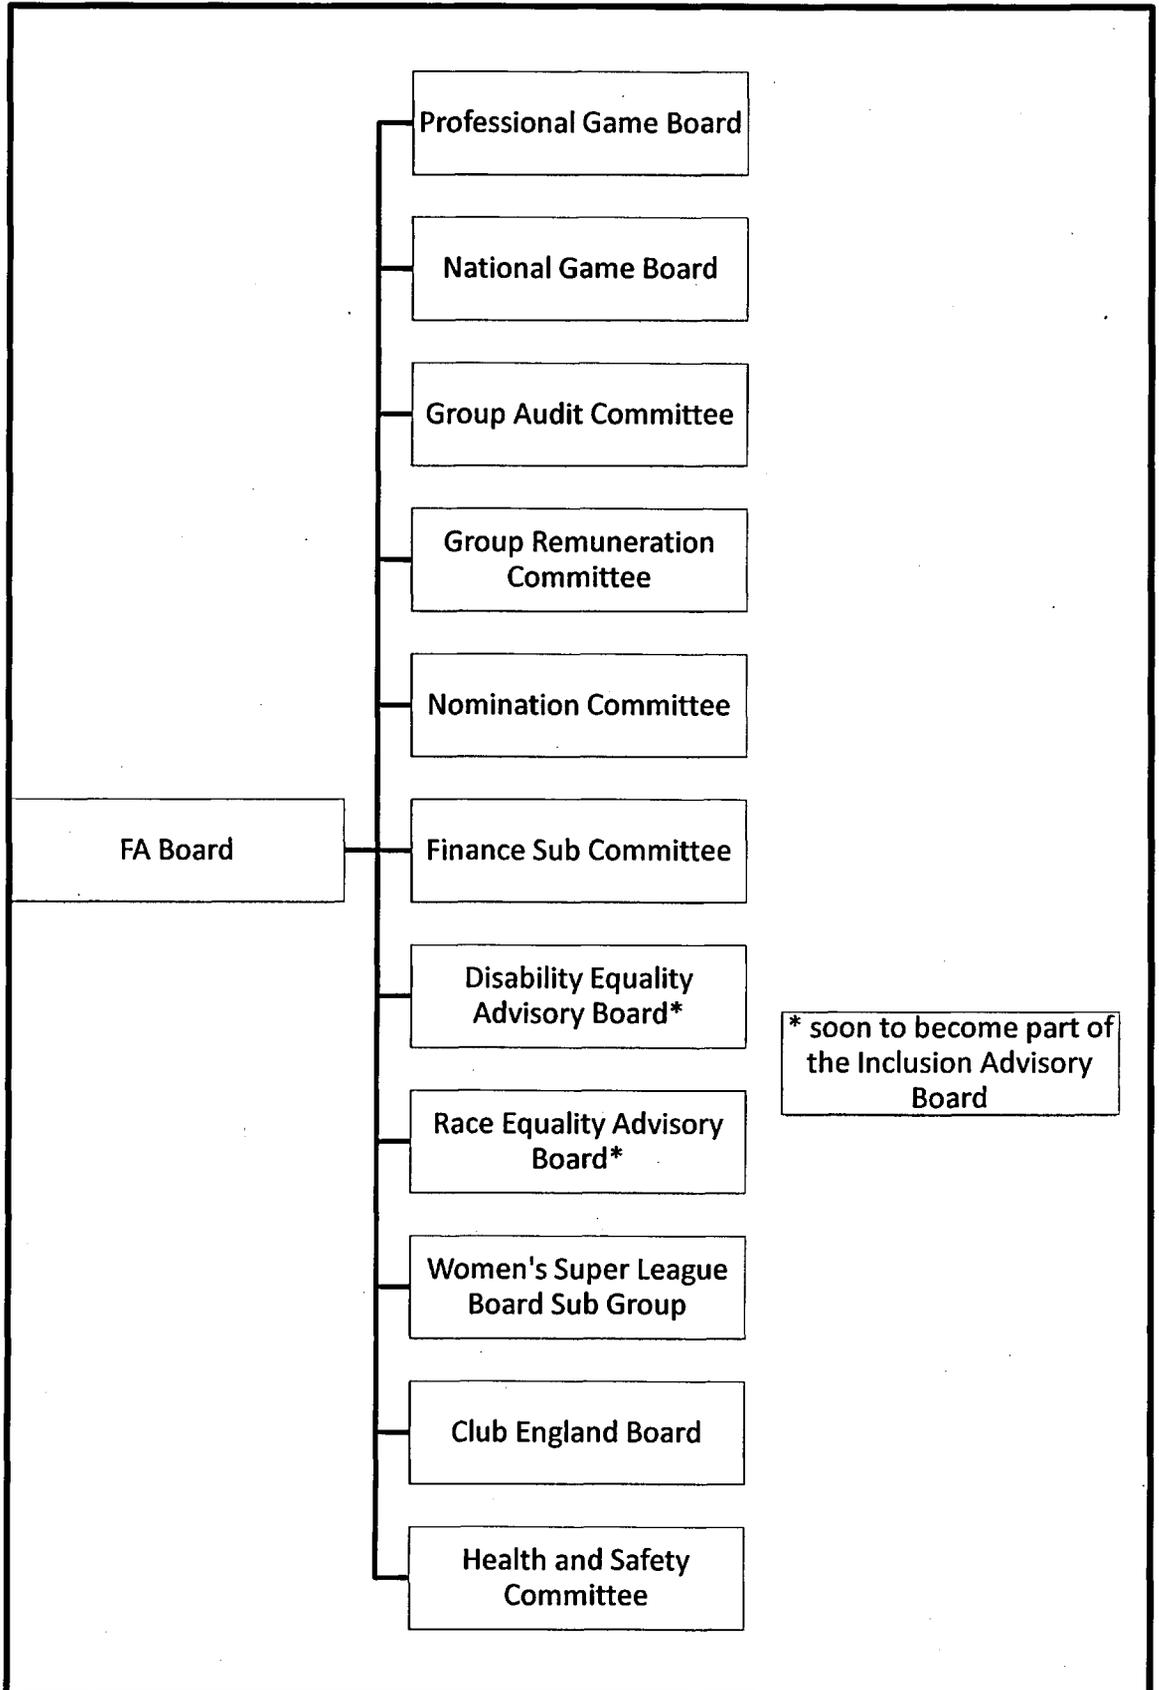 Professional Game Board
National Game Board
Group Audit Committee
Group Remuneration
Committee
Nomination Committee
FA Board
Finance Sub Committee
Disability Equality
Advisory Board*
* soon to become part of
the Inclusion Advisory
Board
Race Equality Advisory
Board*
Women's Super League
Board Sub Group
Club England Board
Health and Safety
Committee